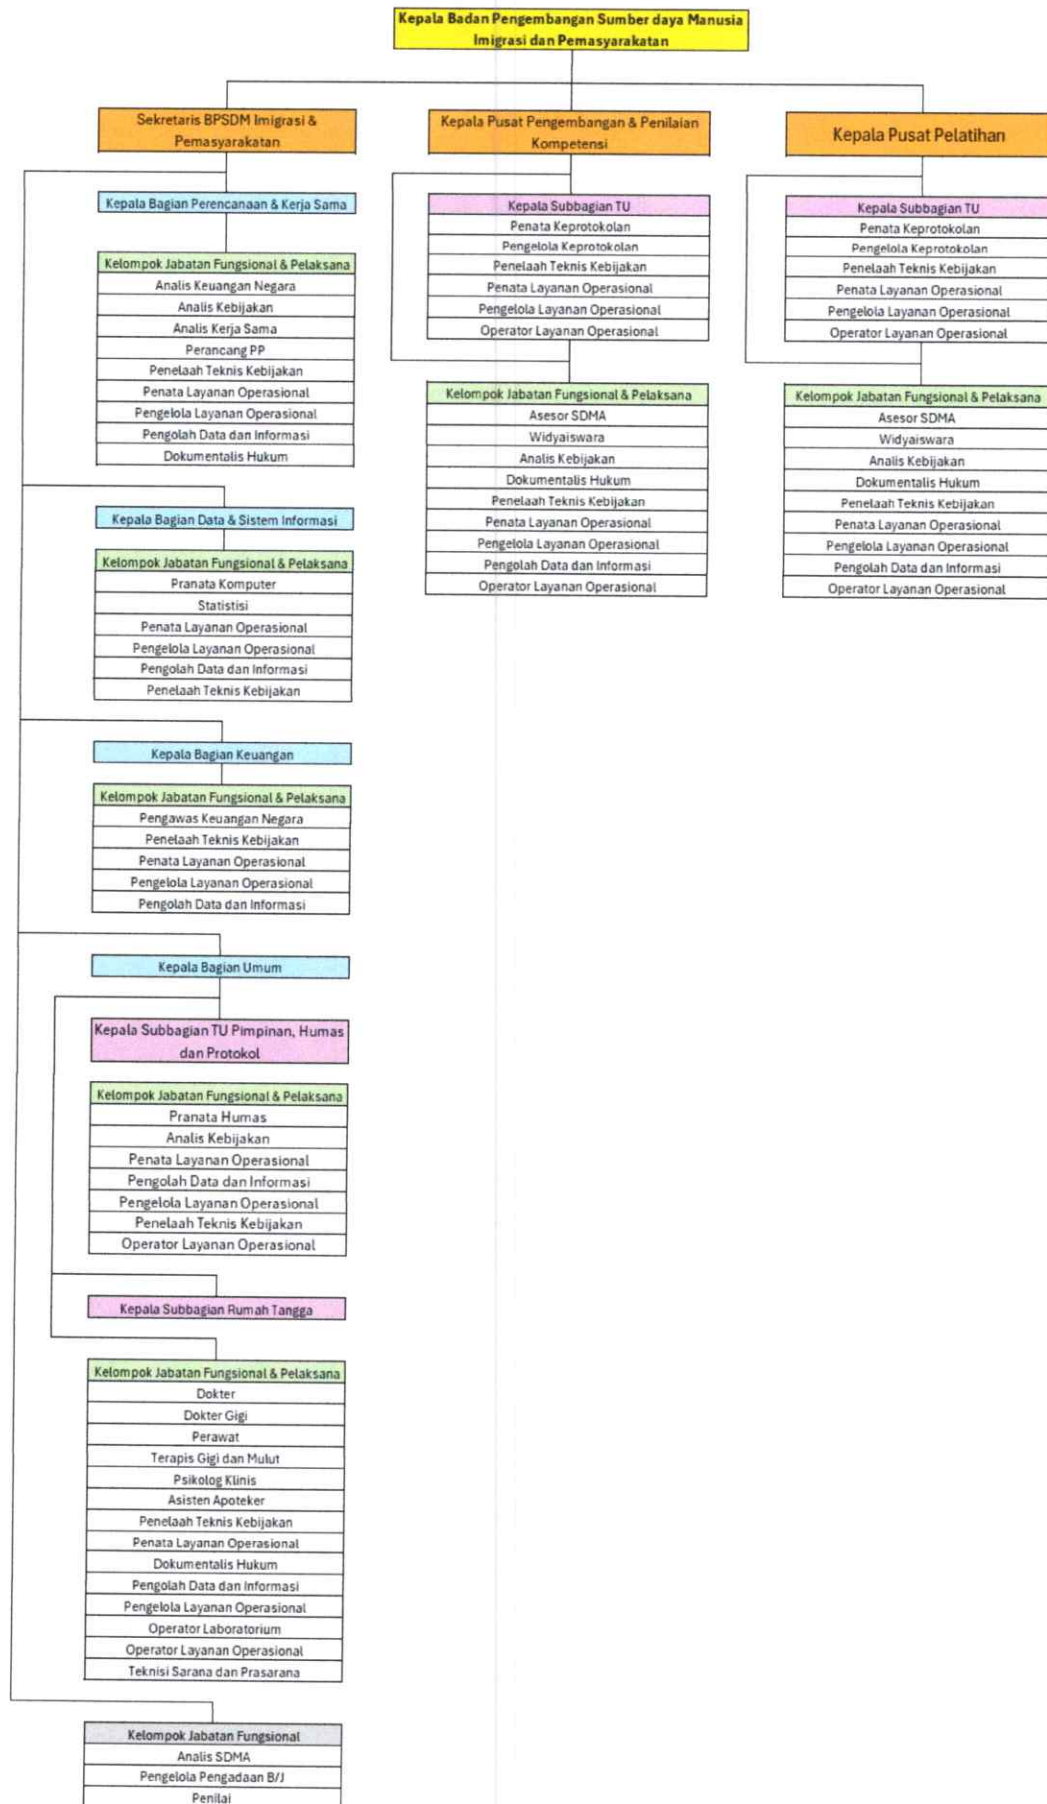 Kepala Badan Pengembangan Sumber daya Manusia
Imigrasi dan Pemasyarakatan
Sekretaris BPSDM Imigrasi &
Pemasyarakatan
Kepala Bagian Perencanaan & Kerja Sama
Kelompok Jabatan Fungsional & Pelaksana
Analis Keuangan Negara
Analis Kebijakan
Analis Kerja Sama
Perancang PP
Penelaah Teknis Kebijakan
Penata Layanan Operasional
Pengelola Layanan Operasional
Pengolah Data dan Informasi
Dokumentalis Hukum
Kepala Bagian Data & Sistem Informasi
Kelompok Jabatan Fungsional & Pelaksana
Pranata Komputer
Statistisi
Penata Layanan Operasional
Pengelola Layanan Operasional
Pengolah Data dan Informasi
Penelaah Teknis Kebijakan
Kepala Bagian Keuangan
Kelompok Jabatan Fungsional & Pelaksana
Pengawas Keuangan Negara
Penelaah Teknis Kebijakan
Penata Layanan Operasional
Pengelola Layanan Operasional
Pengolah Data dan Informasi
Kepala Bagian Umum
Kepala Subbagian TU Pimpinan, Humas
dan Protokol
Kelompok Jabatan Fungsional & Pelaksana
Pranata Humas
Analis Kebijakan
Penata Layanan Operasional
Pengolah Data dan Informasi
Pengelola Layanan Operasional
Penelaah Teknis Kebijakan
Operator Layanan Operasional
Kepala Subbagian Rumah Tangga
Kelompok Jabatan Fungsional & Pelaksana
Dokter
Dokter Gigi
Perawat
Terapis Gigi dan Mulut
Psikolog Klinis
Asisten Apoteker
Penelaah Teknis Kebijakan
Penata Layanan Operasional
Dokumentalis Hukum
Pengolah Data dan Informasi
Pengelola Layanan Operasional
Operator Laboratorium
Operator Layanan Operasional
Teknisi Sarana dan Prasarana
Kelompok Jabatan Fungsional
Analis SDMA
Pengelola Pengadaan B/J
Penilai
Kepala Pusat Pengembangan & Penilaian
Kompetensi
Kepala Subbagian TU
Penata Keprotokolan
Pengelola Keprotokolan
Penelaah Teknis Kebijakan
Penata Layanan Operasional
Pengelola Layanan Operasional
Operator Layanan Operasional
Kelompok Jabatan Fungsional & Pelaksana
Asesor SDMA
Widyaiswara
Analis Kebijakan
Dokumentalis Hukum
Penelaah Teknis Kebijakan
Penata Layanan Operasional
Pengelola Layanan Operasional
Pengolah Data dan Informasi
Operator Layanan Operasional
Kepala Pusat Pelatihan
Kepala Subbagian TU
Penata Keprotokolan
Pengelola Keprotokolan
Penelaah Teknis Kebijakan
Penata Layanan Operasional
Pengelola Layanan Operasional
Operator Layanan Operasional
Kelompok Jabatan Fungsional & Pelaksana
Asesor SDMA
Widyaiswara
Analis Kebijakan
Dokumentalis Hukum
Penelaah Teknis Kebijakan
Penata Layanan Operasional
Pengelola Layanan Operasional
Pengolah Data dan Informasi
Operator Layanan Operasional